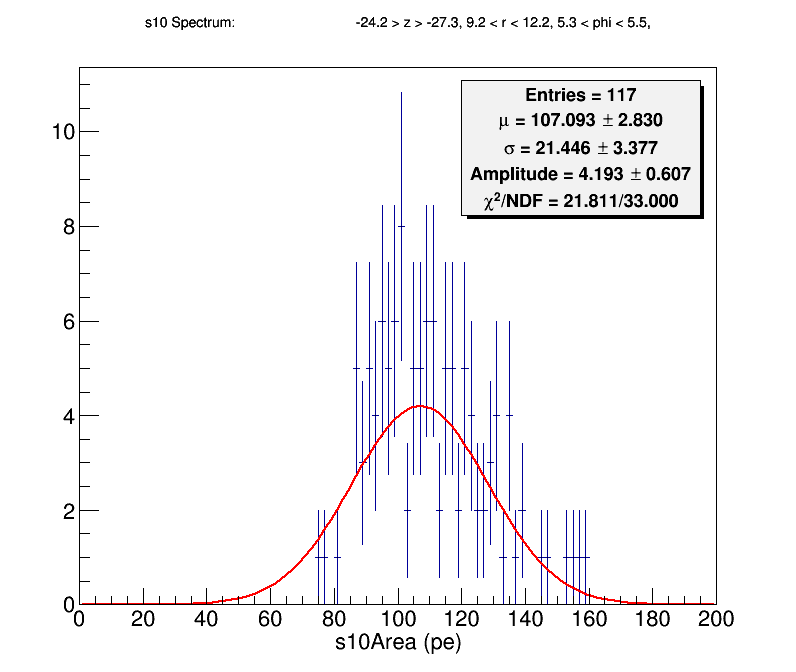 s10 Spectrum: -24.2 > z > -27.3, 9.2 < r < 12.2, 5.3 < phi < 5.5,
Entries = 117
μ = 107.093 ± 2.830
σ = 21.446 ± 3.377
Amplitude = 4.193 ± 0.607
χ²/NDF = 21.811/33.000
10
8
6
4
2
0
0 20 40 60 80 100 120 140 160 180 200
s10Area (pe)